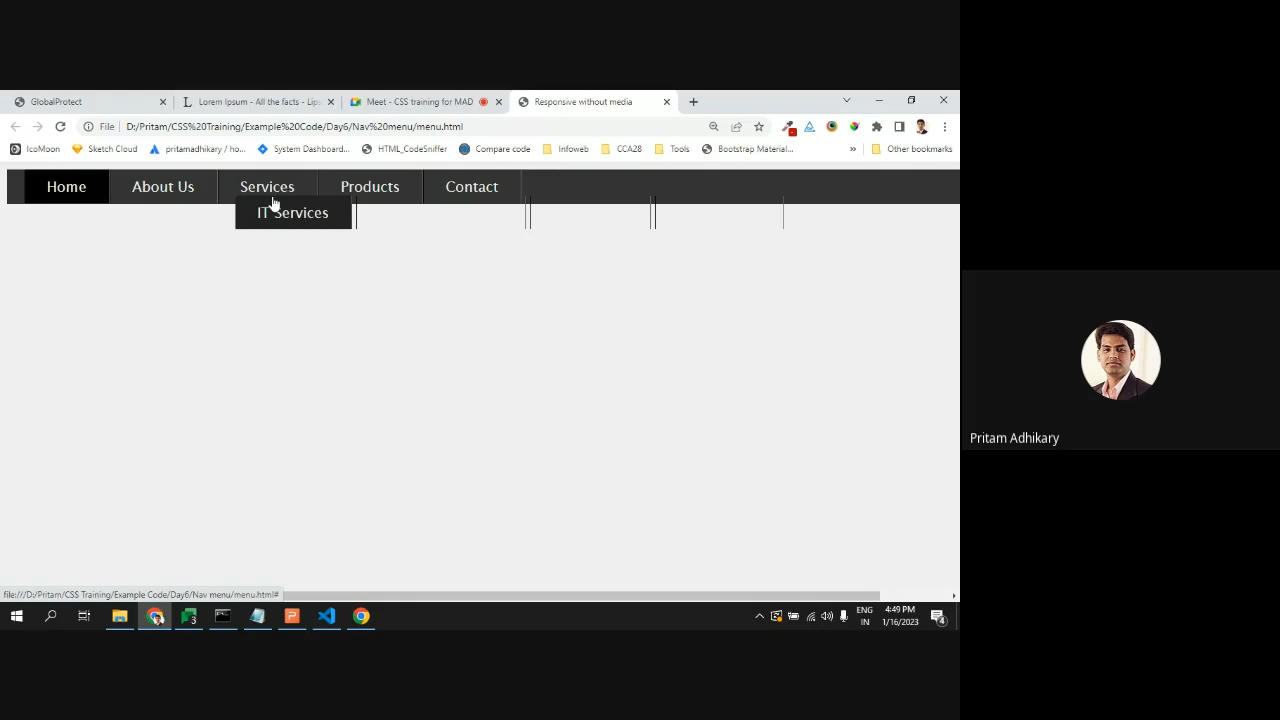 GlobalProtect
Lorem Ipsum - All the facts - Lips
Meet - CSS training for MAD
Responsive without media
File D:/Pritam/CSS%20Training/Example%20Code/Day6/Nav%20menu/menu.html
IcoMoon Sketch Cloud pritamadhikary / ho... System Dashboard... HTML_CodeSniffer Compare code Infoweb CCA28 Tools Bootstrap Material... » Other bookmarks
Home About Us Services Products Contact
IT Services
Pritam Adhikary
file:///D:/Pritam/CSS Training/Example Code/Day6/Nav menu/menu.html#
ENG
IN
4:49 PM
1/16/2023
4